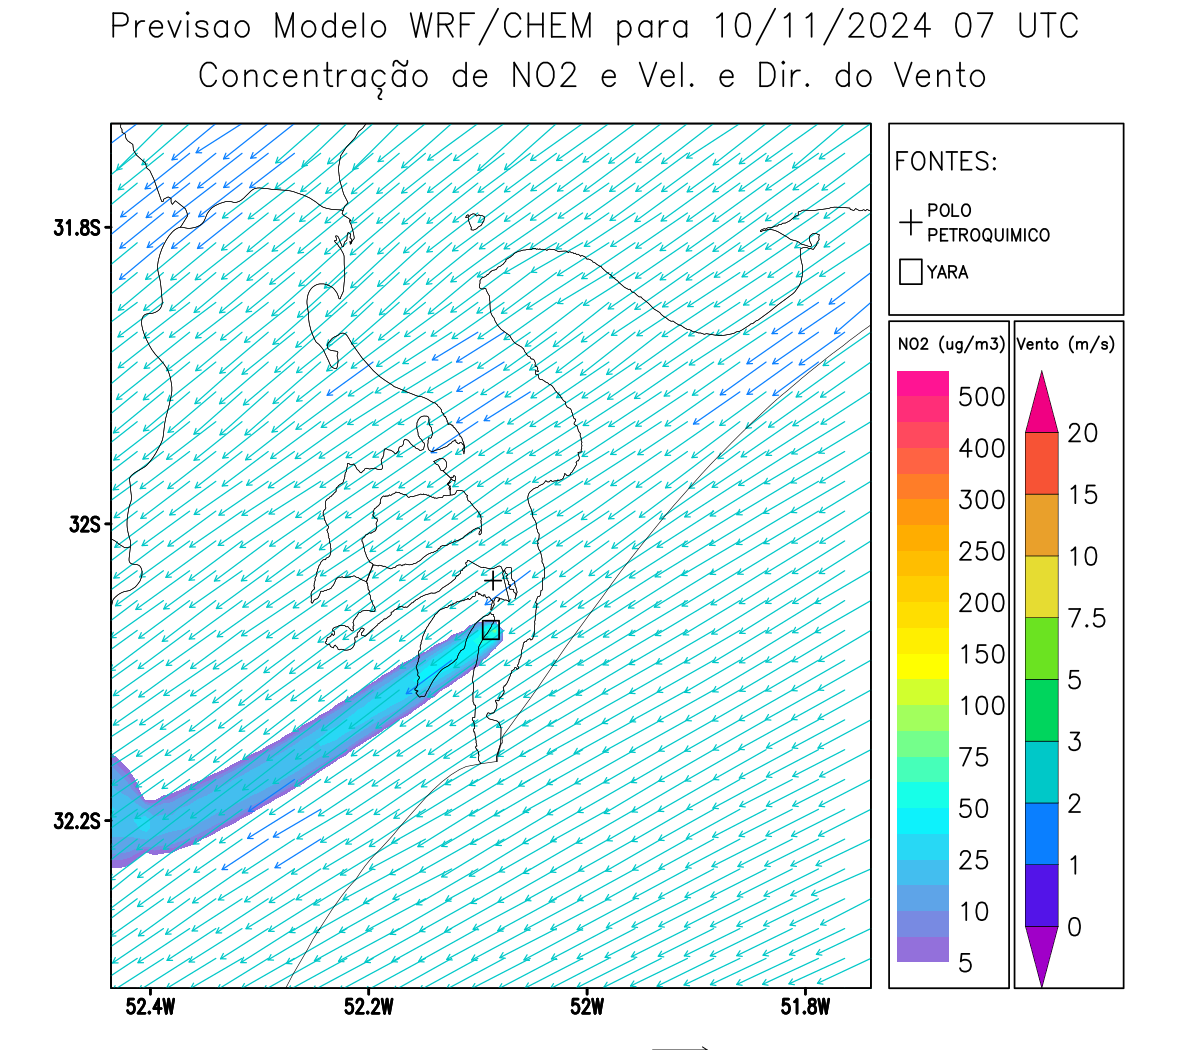 Previsao Modelo WRF/CHEM para 10/11/2024 07 UTC
Concentração de NO2 e Vel. e Dir. do Vento
FONTES:
POLO
PETROQUIMICO
YARA
31.8S
32S
32.2S
52.4W
52.2W
52W
51.8W
NO2 (ug/m3)
500
400
300
250
200
150
100
75
50
25
10
5
Vento (m/s)
20
15
10
7.5
5
3
2
1
0